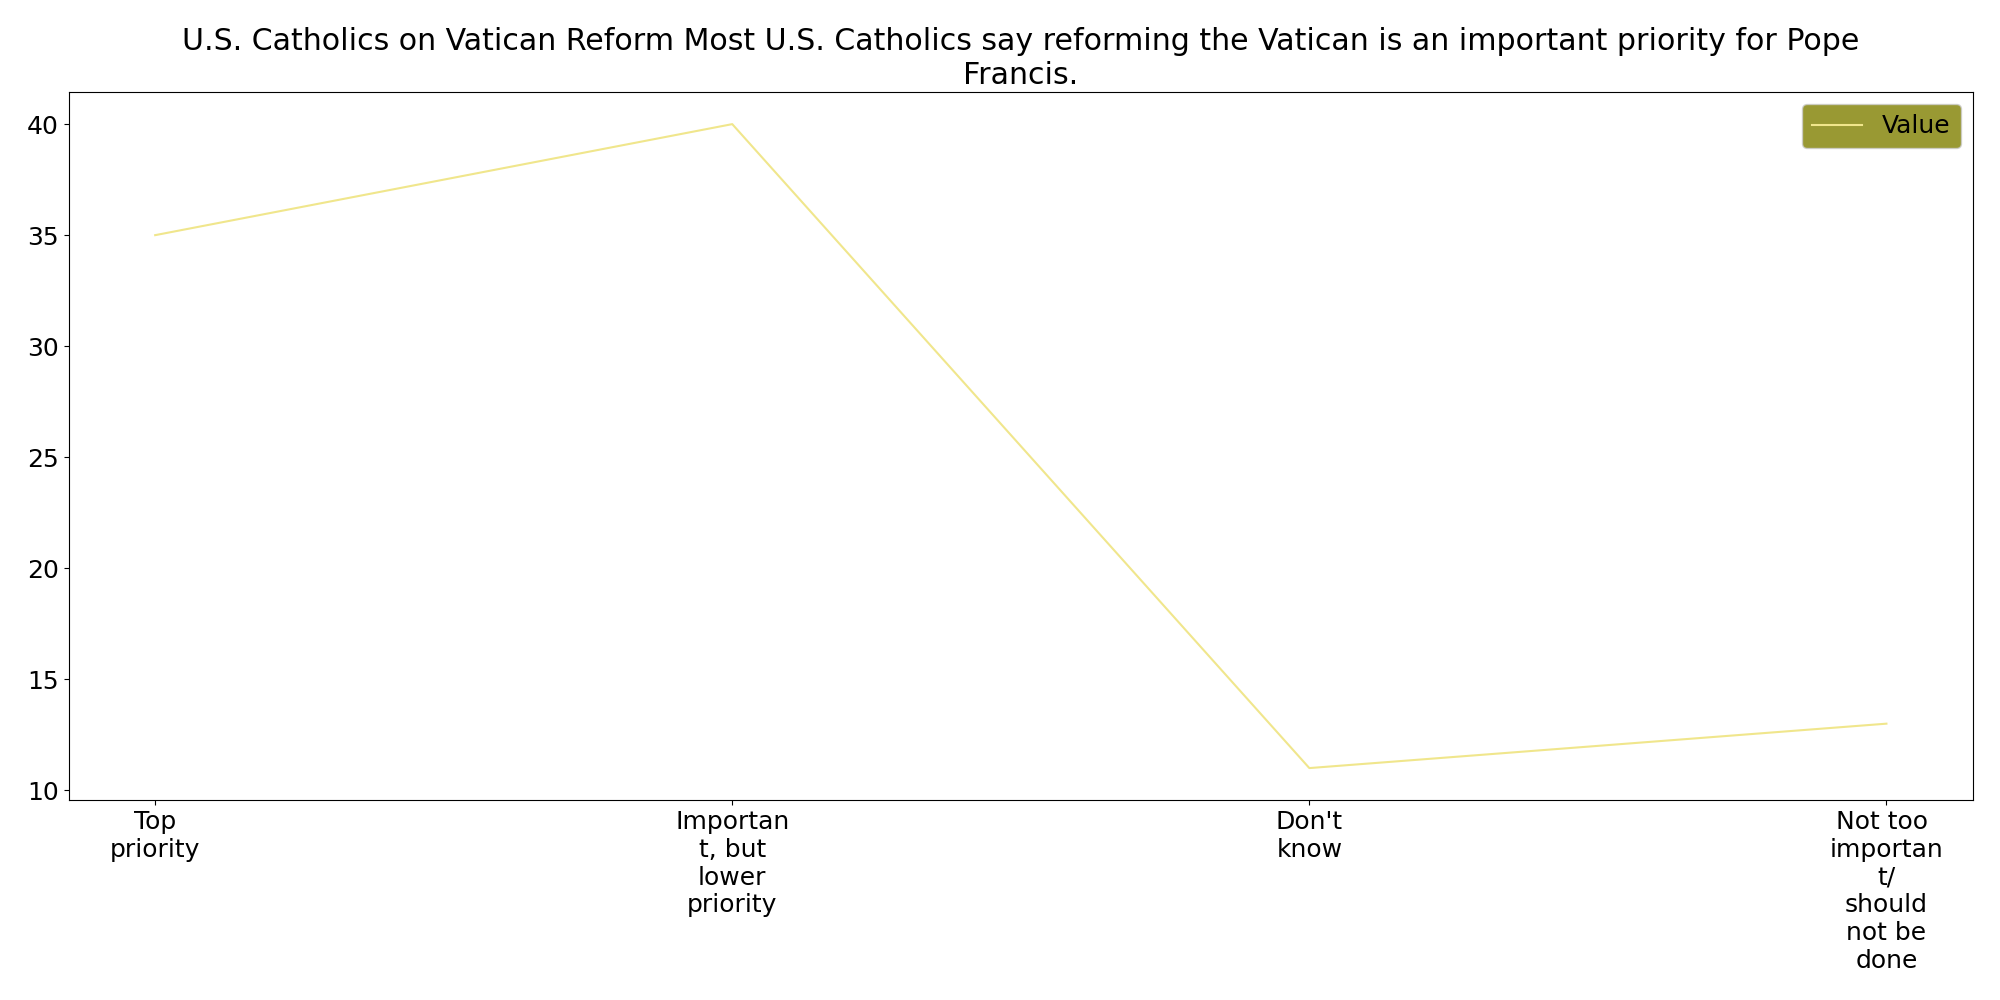 U.S. Catholics on Vatican Reform Most U.S. Catholics say reforming the Vatican is an important priority for Pope
Francis.
Value
40
35
30
25
20
15
10
Top
priority
Importan
t, but
lower
priority
Don't
know
Not too
importan
t/
should
not be
done